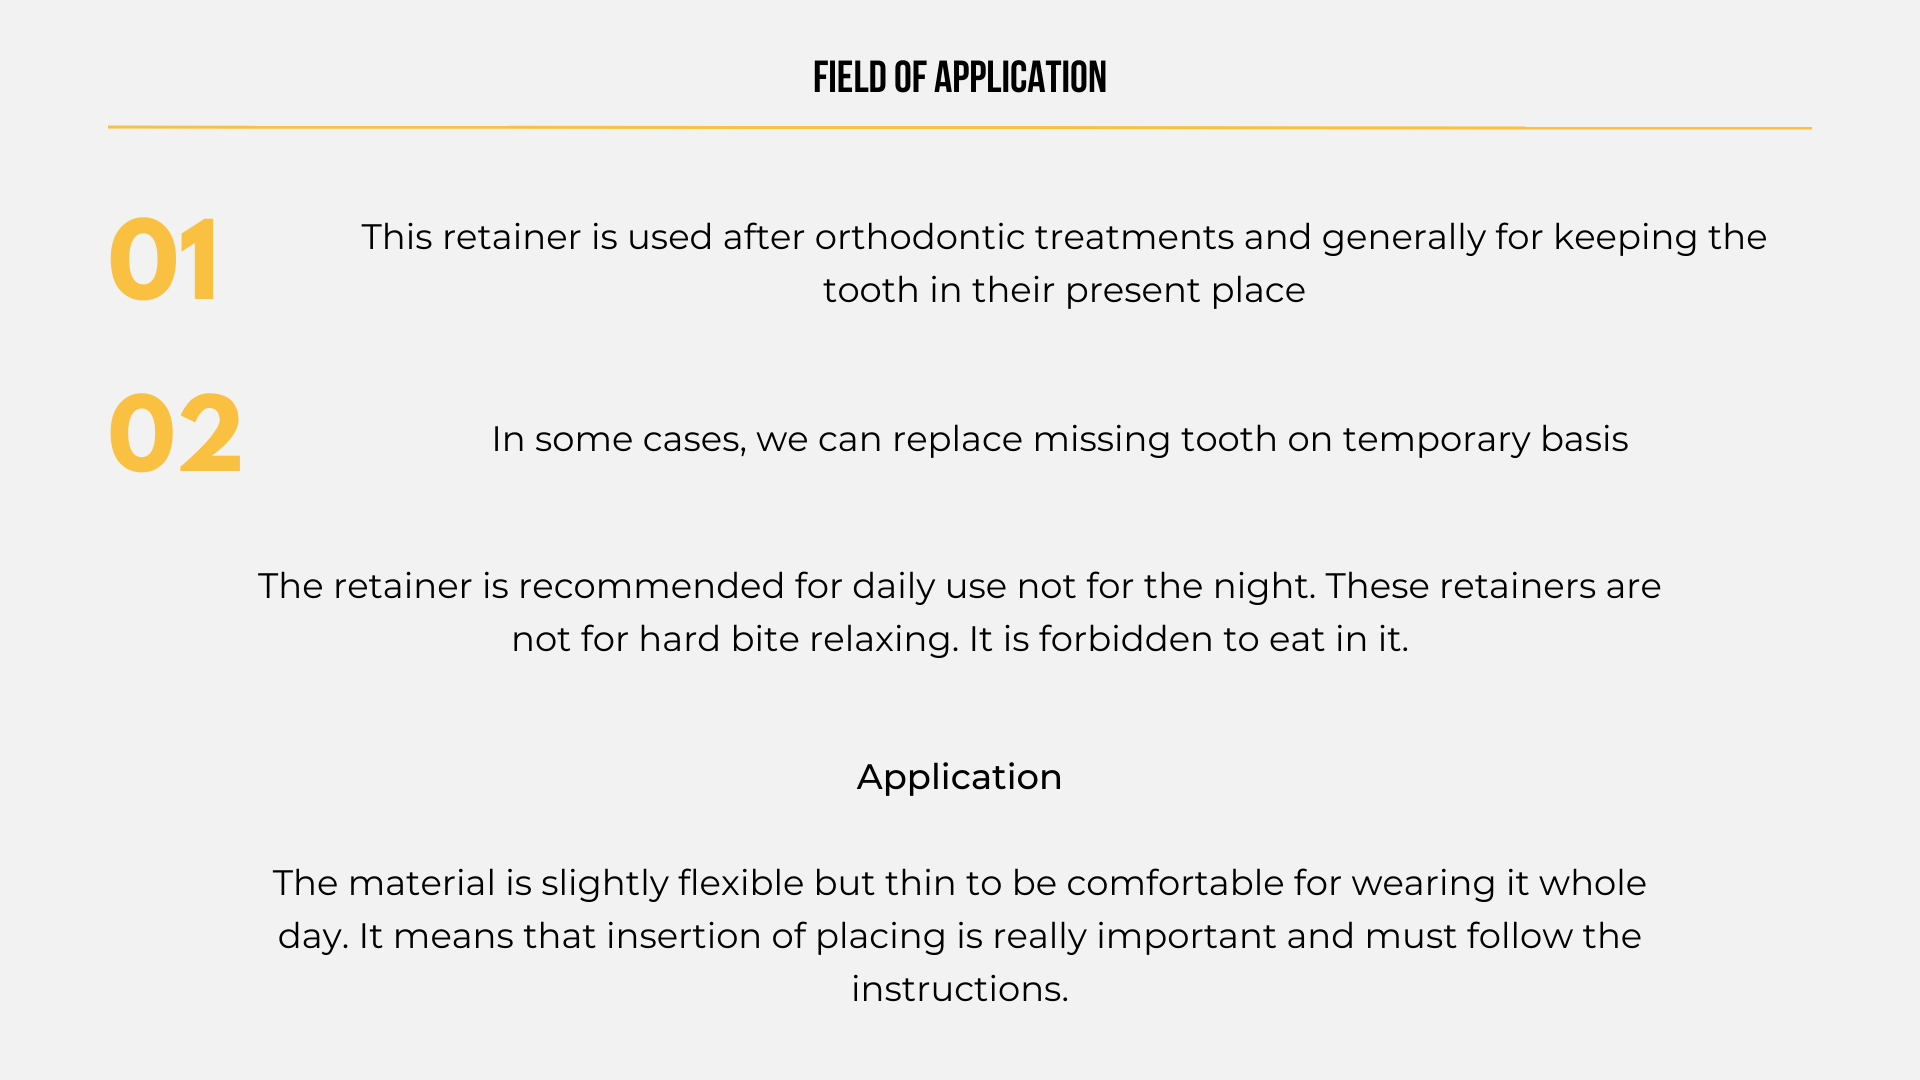 FIELD OF APPLICATION
01
This retainer is used after orthodontic treatments and generally for keeping the
tooth in their present place
02
In some cases, we can replace missing tooth on temporary basis
The retainer is recommended for daily use not for the night. These retainers are
not for hard bite relaxing. It is forbidden to eat in it.
Application
The material is slightly flexible but thin to be comfortable for wearing it whole
day. It means that insertion of placing is really important and must follow the
instructions.